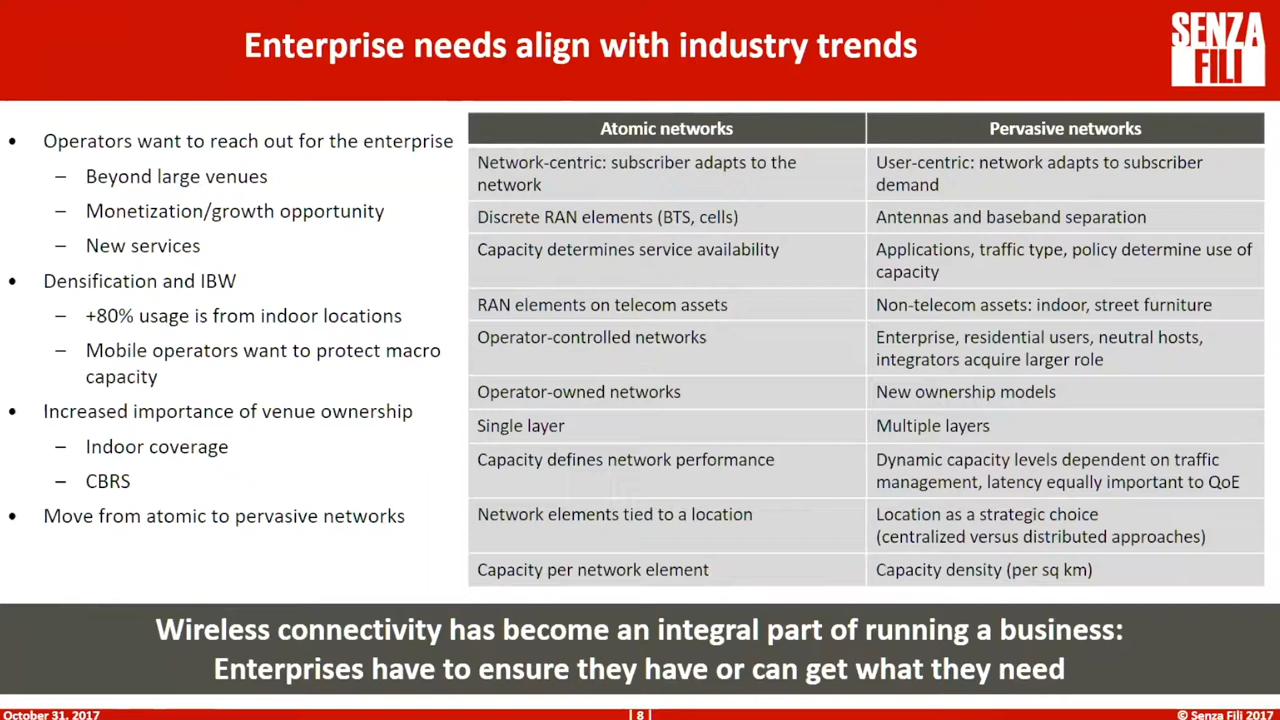 Enterprise needs align with industry trends
SENZA
FILI
• Operators want to reach out for the enterprise
– Beyond large venues
– Monetization/growth opportunity
– New services
• Densification and IBW
– +80% usage is from indoor locations
– Mobile operators want to protect macro
capacity
• Increased importance of venue ownership
– Indoor coverage
– CBRS
• Move from atomic to pervasive networks
Atomic networks
Pervasive networks
Network-centric: subscriber adapts to the
network
User-centric: network adapts to subscriber
demand
Discrete RAN elements (BTS, cells)
Antennas and baseband separation
Capacity determines service availability
Applications, traffic type, policy determine use of
capacity
RAN elements on telecom assets
Non-telecom assets: indoor, street furniture
Operator-controlled networks
Enterprise, residential users, neutral hosts,
integrators acquire larger role
Operator-owned networks
New ownership models
Single layer
Multiple layers
Capacity defines network performance
Dynamic capacity levels dependent on traffic
management, latency equally important to QoE
Network elements tied to a location
Location as a strategic choice
(centralized versus distributed approaches)
Capacity per network element
Capacity density (per sq km)
Wireless connectivity has become an integral part of running a business:
Enterprises have to ensure they have or can get what they need
October 31, 2017
| 8 |
© Senza Fili 2017